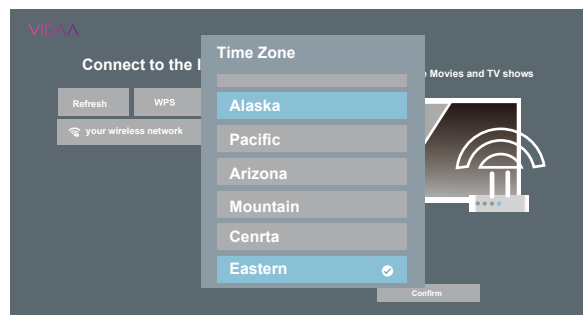 VIDAA
Connect to the I
Time Zone
Movies and TV shows
Refresh
WPS
your wireless network
Alaska
Pacific
Arizona
Mountain
Cenrta
Eastern
Confirm